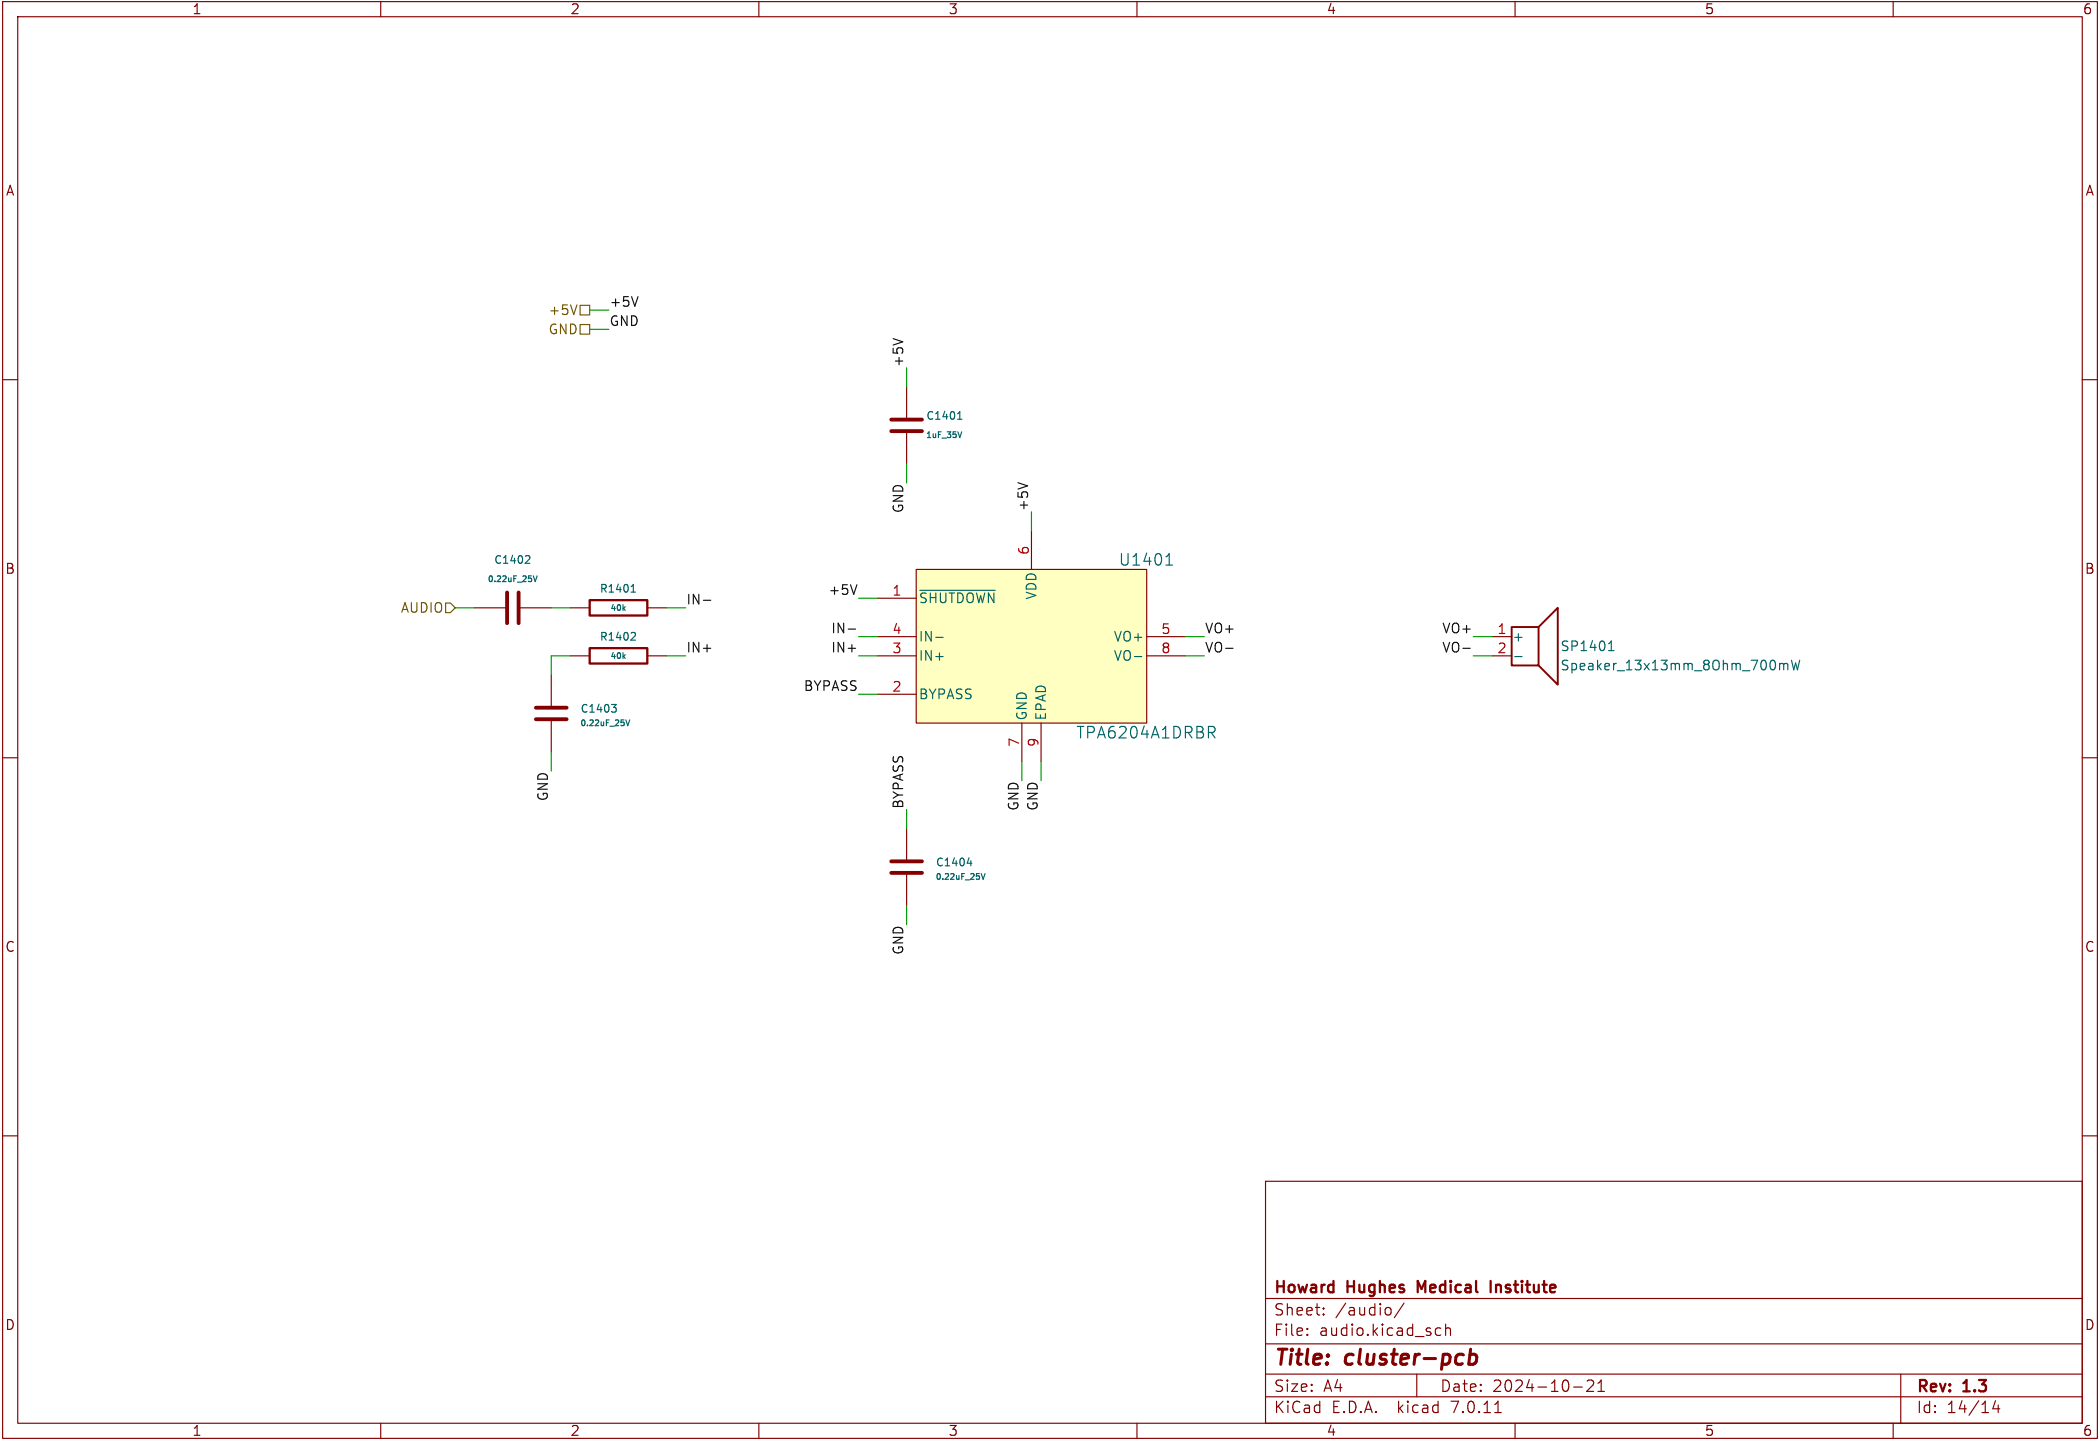 1 2 3 4 5 6
A A
+5V +5V
GND GND
+5V
C1401
1uF_35V
GND
+5V
B B
C1402
0.22uF_25V
AUDIO
R1401
40k
IN-
R1402
40k
IN+
C1403
0.22uF_25V
GND
U1401
6
VDD
+5V 1 SHUTDOWN
IN- 4 IN- VO+ 5 VO+
IN+ 3 IN+ VO- 8 VO-
BYPASS 2 BYPASS
GND EPAD
7 9
TPA6204A1DRBR
GND GND
VO+ 1 +
VO- 2 -
SP1401
Speaker_13x13mm_8Ohm_700mW
BYPASS
C1404
0.22uF_25V
GND
C C
Howard Hughes Medical Institute
Sheet: /audio/
File: audio.kicad_sch
D D
Title: cluster-pcb
Size: A4 Date: 2024-10-21 Rev: 1.3
KiCad E.D.A. kicad 7.0.11 Id: 14/14
1 2 3 4 5 6